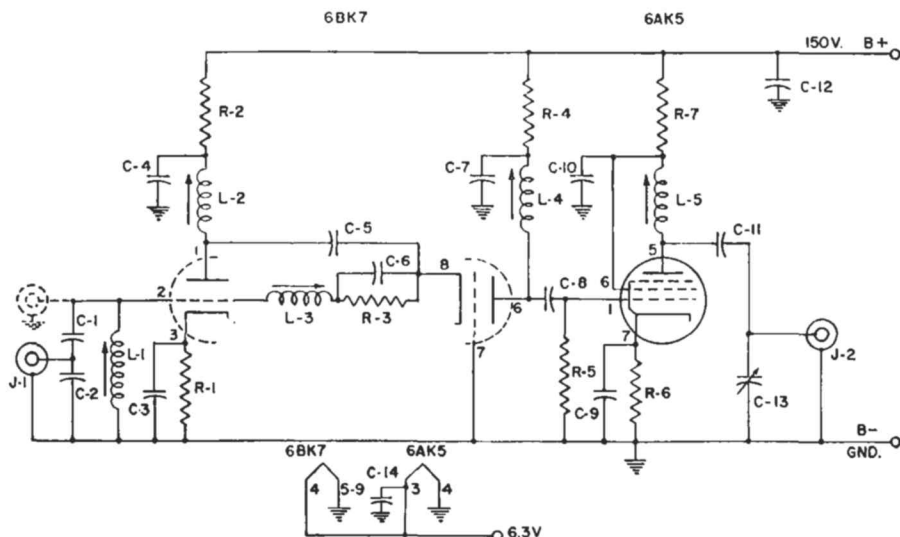 6BK7
6AK5
150V. B+
C-12
R-2
R-4
R-7
C-4
C-7
C-10
L-2
L-4
L-5
C-5
C-11
1
5
C-6
8
6
2
L-3
R-3
6
C-8
1
C-1
3
7
7
J-1
L-1
R-1
R-5
J-2
C-2
C-3
C-9
R-6
C-13
B-
GND.
6BK7
6AK5
C-14
4
5-9
3
4
6.3V